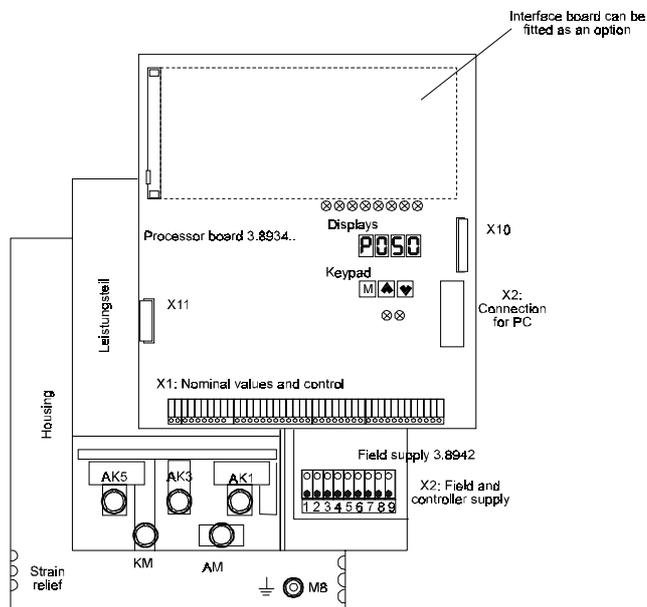 Interface board can be
fitted as an option
Displays
P050
Processor board 3.8934..
X10
Keypad
M
X11
X2:
Connection
for PC
Leistungsteil
X1: Nominal values and control
Housing
Field supply 3.8942
AK5 AK3 AK1
X2: Field and
controller supply
1 2 3 4 5 6 7 8 9
KM AM
Strain
relief
M8